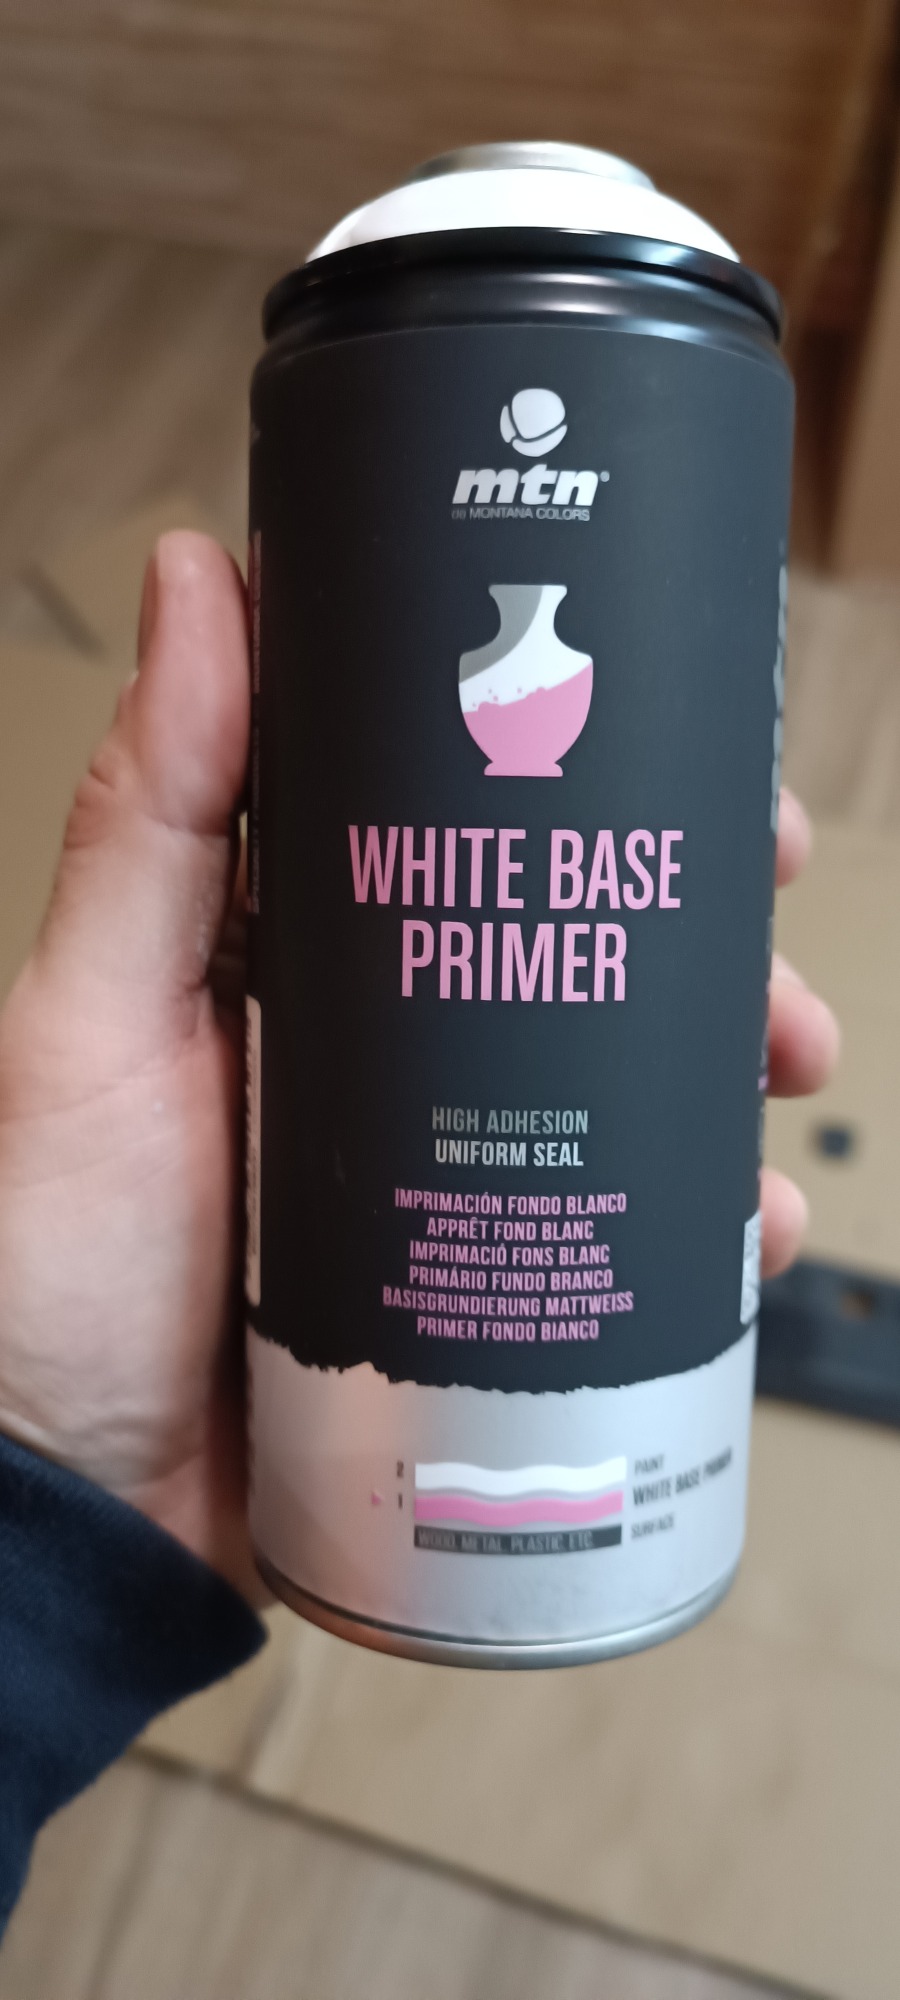 mtn®
de MONTANA COLORS
WHITE BASE
PRIMER
HIGH ADHESION
UNIFORM SEAL
IMPRIMACIÓN FONDO BLANCO
APPRÊT FOND BLANC
IMPRIMACIÓ FONS BLANC
PRIMÁRIO FUNDO BRANCO
BASISGRUNDIERUNG MATTWEISS
PRIMER FONDO BIANCO
2 PAINT
1 WHITE BASE PRIMER
WOOD, METAL, PLASTIC, ETC. SURFACE